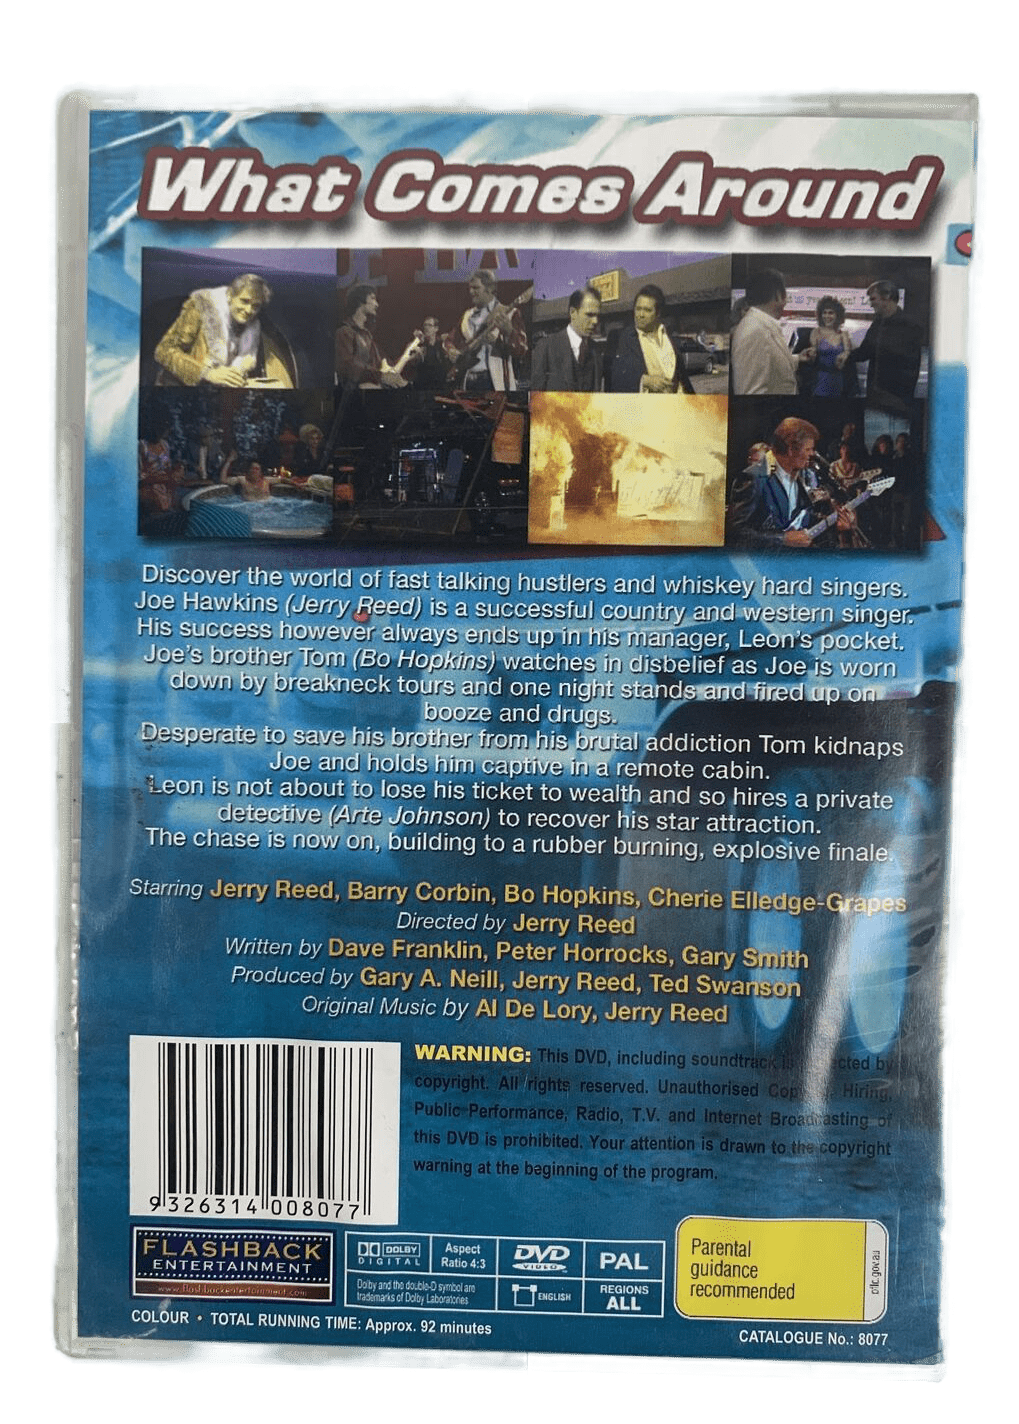 What Comes Around
Discover the world of fast talking hustlers and whiskey hard singers.
Joe Hawkins (Jerry Reed) is a successful country and western singer.
His success however always ends up in his manager, Leon's pocket.
Joe's brother Tom (Bo Hopkins) watches in disbelief as Joe is worn
down by breakneck tours and one night stands and fired up on
booze and drugs.
Desperate to save his brother from his brutal addiction Tom kidnaps
Joe and holds him captive in a remote cabin.
Leon is not about to lose his ticket to wealth and so hires a private
detective (Arte Johnson) to recover his star attraction.
The chase is now on, building to a rubber burning, explosive finale.
Starring Jerry Reed, Barry Corbin, Bo Hopkins, Cherie Elledge-Grapes
Directed by Jerry Reed
Written by Dave Franklin, Peter Horrocks, Gary Smith
Produced by Gary A. Neill, Jerry Reed, Ted Swanson
Original Music by Al De Lory, Jerry Reed
WARNING: This DVD, including soundtrack is by
copyright. All rights reserved. Unauthorised Hiring,
Public Performance, Radio, T.V. and Internet Broadcasting of
this DVD is prohibited. Your attention is drawn to the copyright
warning at the beginning of the program.
9 326314 008077
FLASHBACK
ENTERTAINMENT
www.flashbackentertainment.com
DOLBY
DIGITAL
Dolby and the double-D symbol are
trademarks of Dolby Laboratories
Aspect
Ratio 4:3
DVD
VIDEO
ENGLISH
PAL
REGIONS
ALL
Parental
guidance
recommended
oflc.gov.au
COLOUR • TOTAL RUNNING TIME: Approx. 92 minutes
CATALOGUE No.: 8077